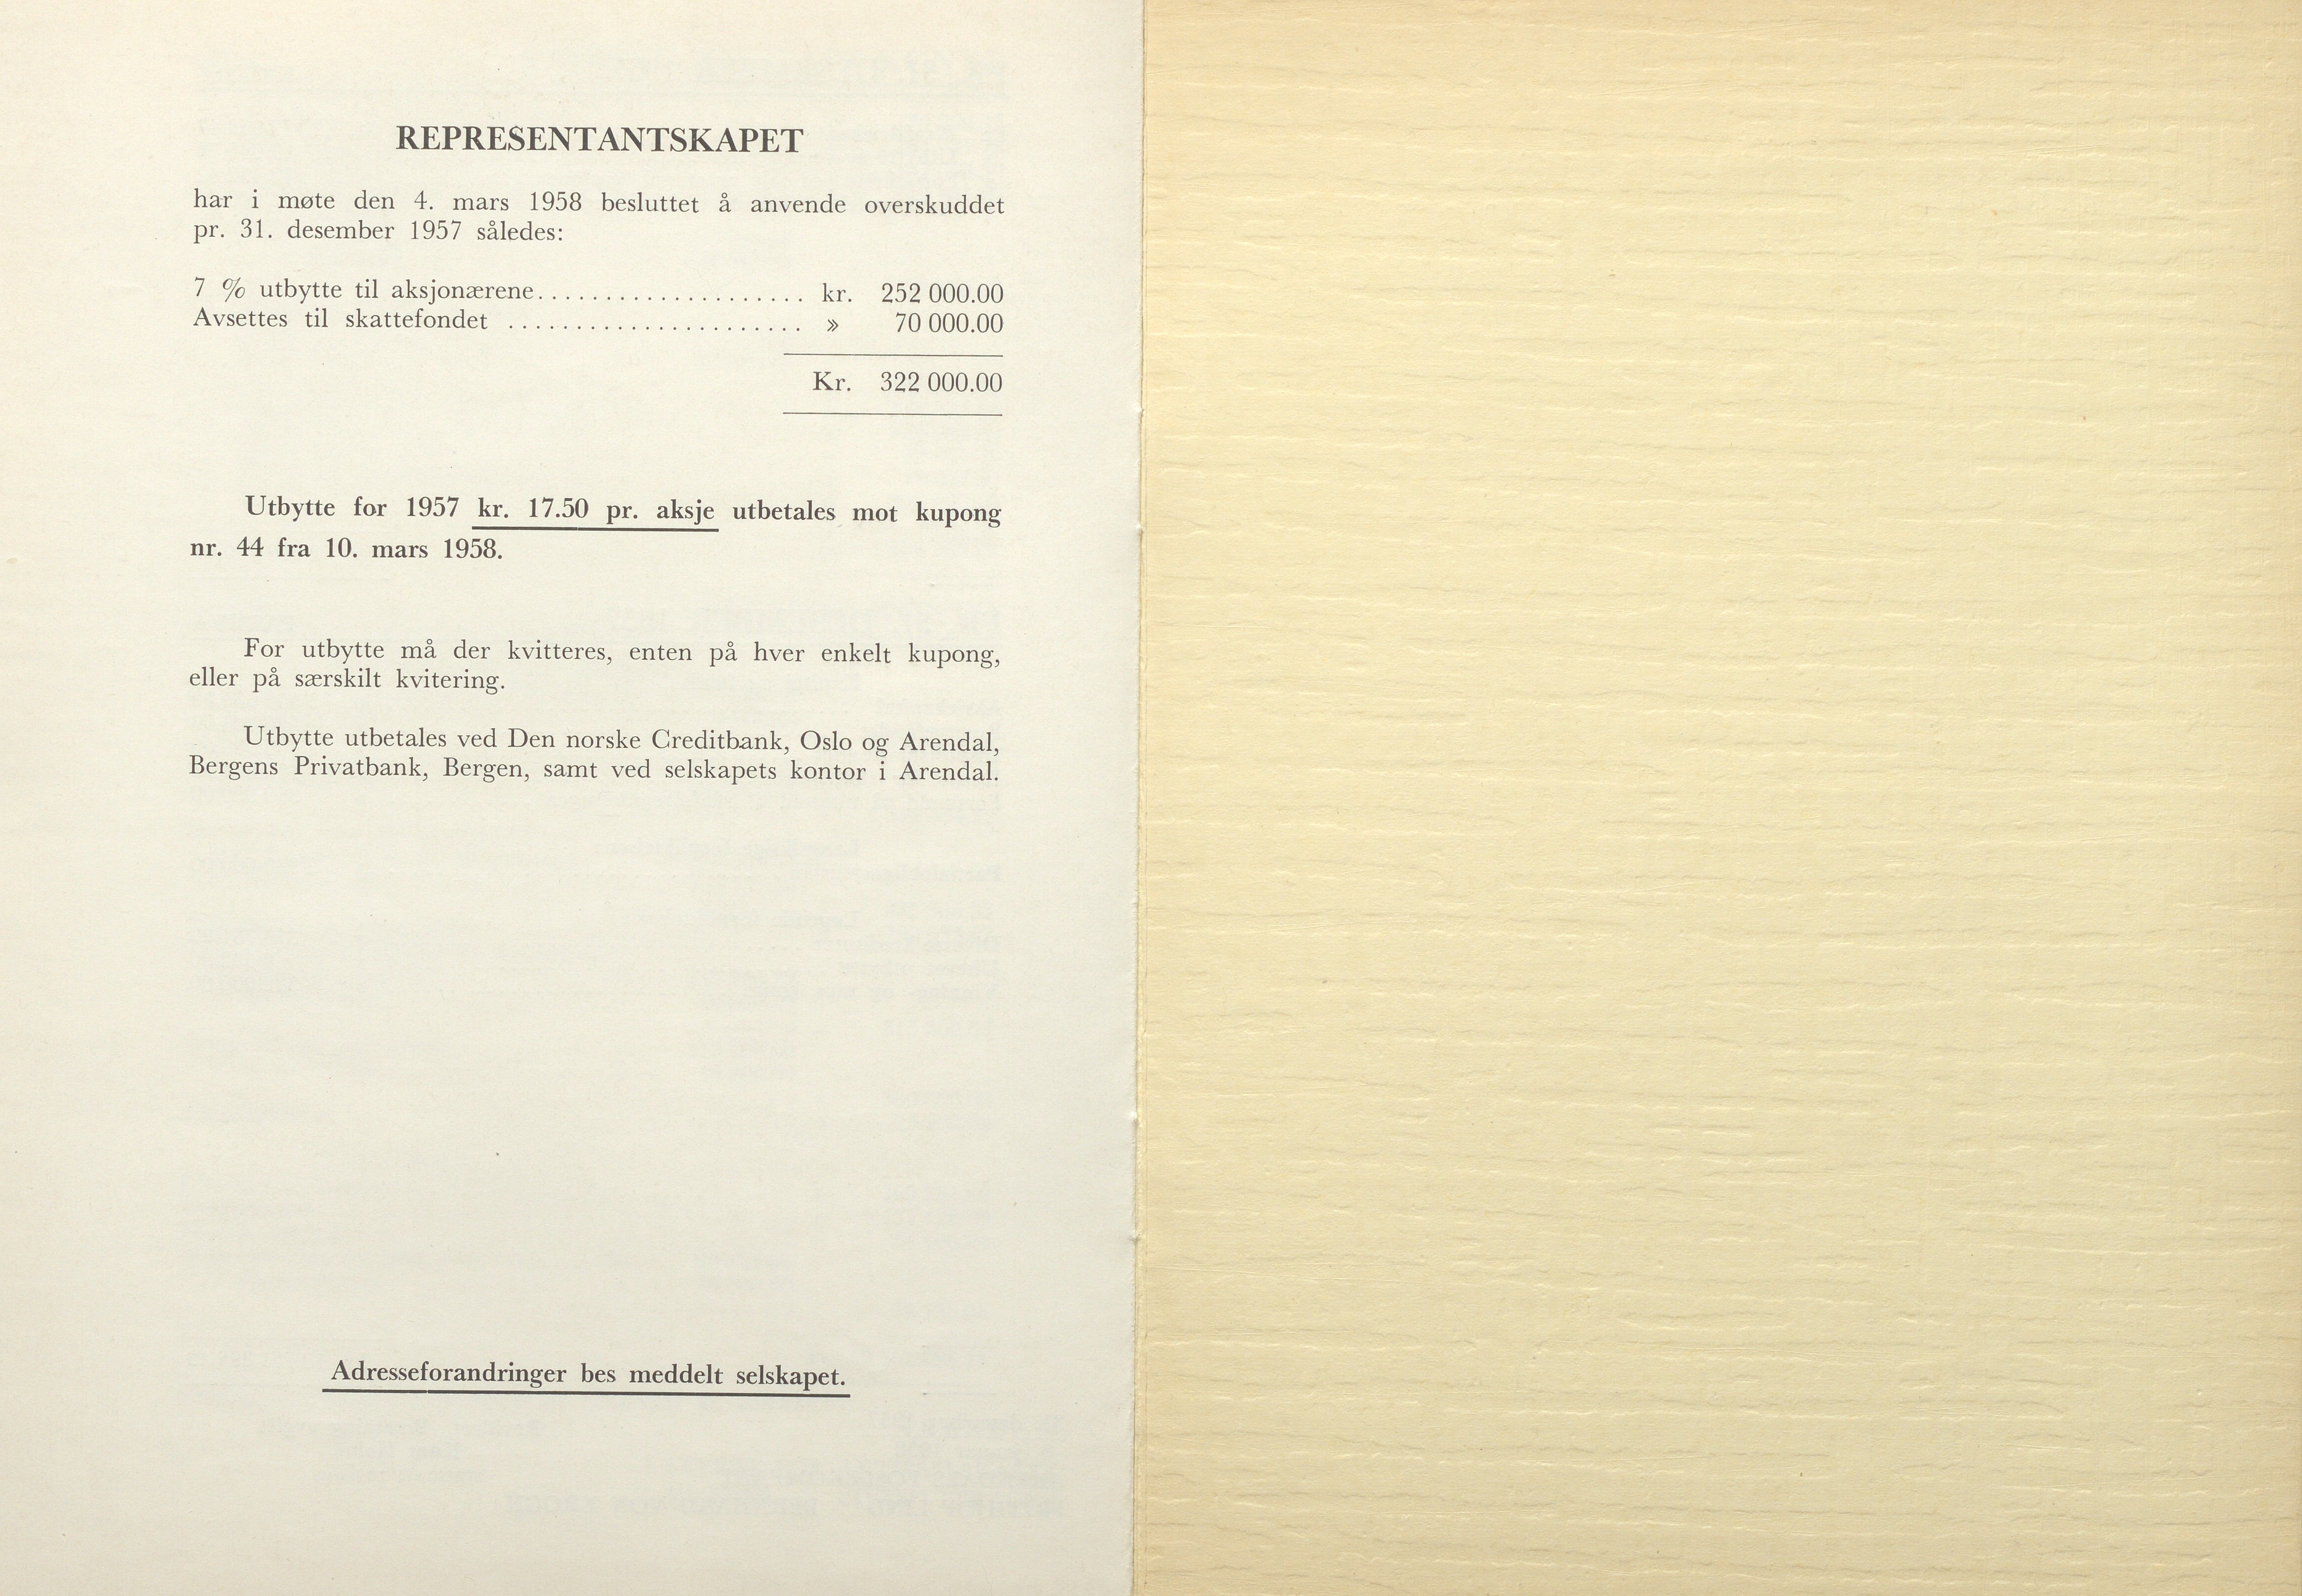 REPRESENTANTSKAPET
har i møte den 4. mars 1958 besluttet å anvende overskuddet
pr. 31. desember 1957 således:
7 % utbytte til aksjonærene.................... kr. 252 000.00
Avsettes til skattefondet ...................... » 70 000.00
Kr. 322 000.00
Utbytte for 1957 kr. 17.50 pr. aksje utbetales mot kupong
nr. 44 fra 10. mars 1958.
For utbytte må der kvitteres, enten på hver enkelt kupong,
eller på særskilt kvitering.
Utbytte utbetales ved Den norske Creditbank, Oslo og Arendal,
Bergens Privatbank, Bergen, samt ved selskapets kontor i Arendal.
Adresseforandringer bes meddelt selskapet.